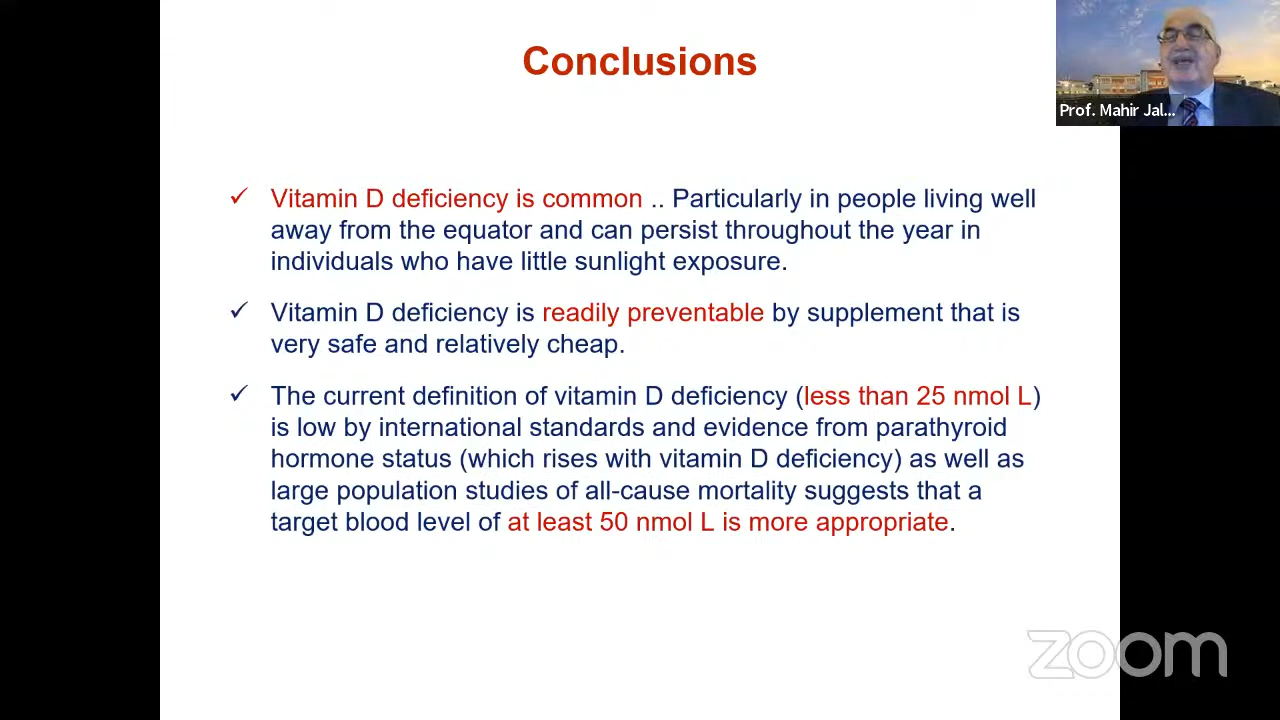 Conclusions
Prof. Mahir Jal...
✓ Vitamin D deficiency is common .. Particularly in people living well
away from the equator and can persist throughout the year in
individuals who have little sunlight exposure.
✓ Vitamin D deficiency is readily preventable by supplement that is
very safe and relatively cheap.
✓ The current definition of vitamin D deficiency (less than 25 nmol L)
is low by international standards and evidence from parathyroid
hormone status (which rises with vitamin D deficiency) as well as
large population studies of all-cause mortality suggests that a
target blood level of at least 50 nmol L is more appropriate.
zoom